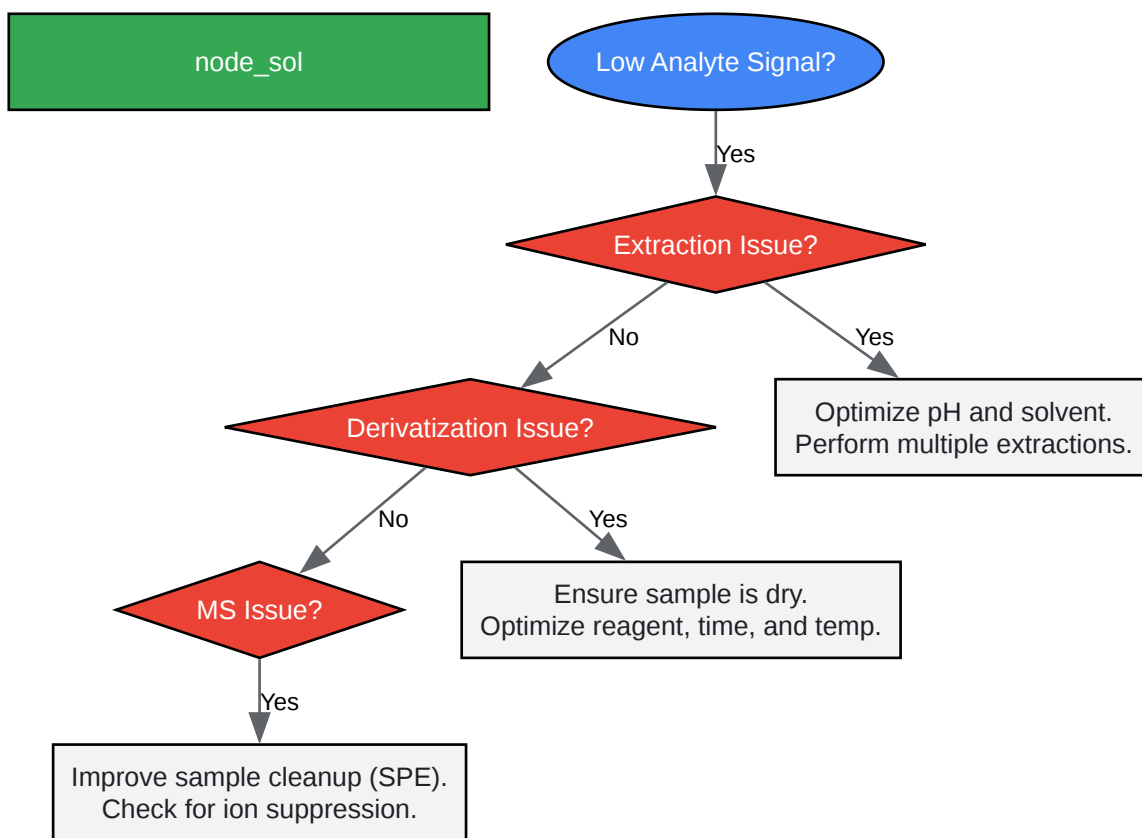 node_sol
Low Analyte Signal?
Yes
Extraction Issue?
No
Yes
Optimize pH and solvent.
Perform multiple extractions.
Derivatization Issue?
No
Yes
Ensure sample is dry.
Optimize reagent, time, and temp.
MS Issue?
Yes
Improve sample cleanup (SPE).
Check for ion suppression.